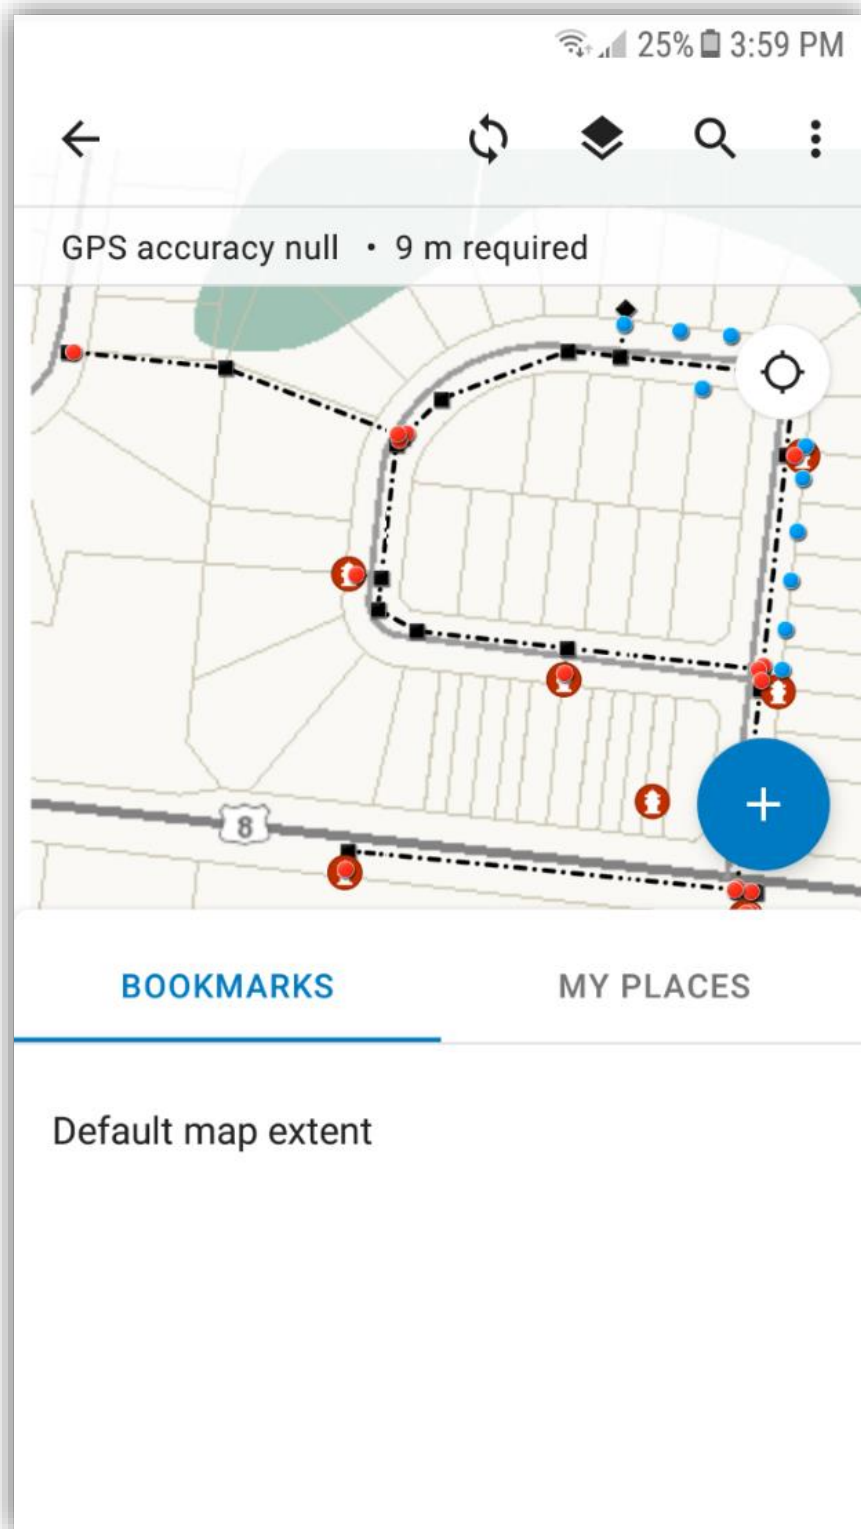 25% 3:59 PM
GPS accuracy null • 9 m required
8
BOOKMARKS MY PLACES
Default map extent